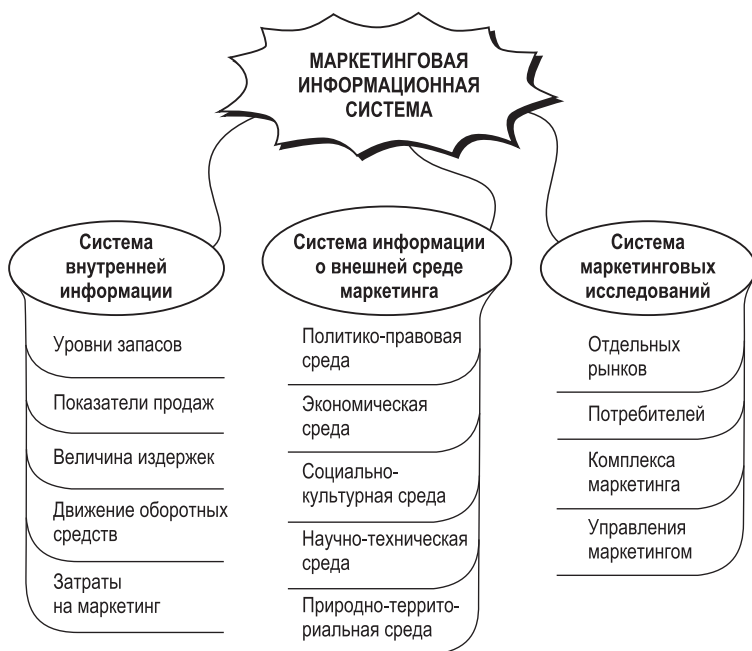 МАРКЕТИНГОВАЯ
ИНФОРМАЦИОННАЯ
СИСТЕМА
Система
внутренней
информации
Уровни запасов
Показатели продаж
Величина издержек
Движение оборотных
средств
Затраты
на маркетинг
Система информации
о внешней среде
маркетинга
Политико-правовая
среда
Экономическая
среда
Социально-
культурная среда
Научно-техническая
среда
Природно-террито-
риальная среда
Система
маркетинговых
исследований
Отдельных
рынков
Потребителей
Комплекса
маркетинга
Управления
маркетингом